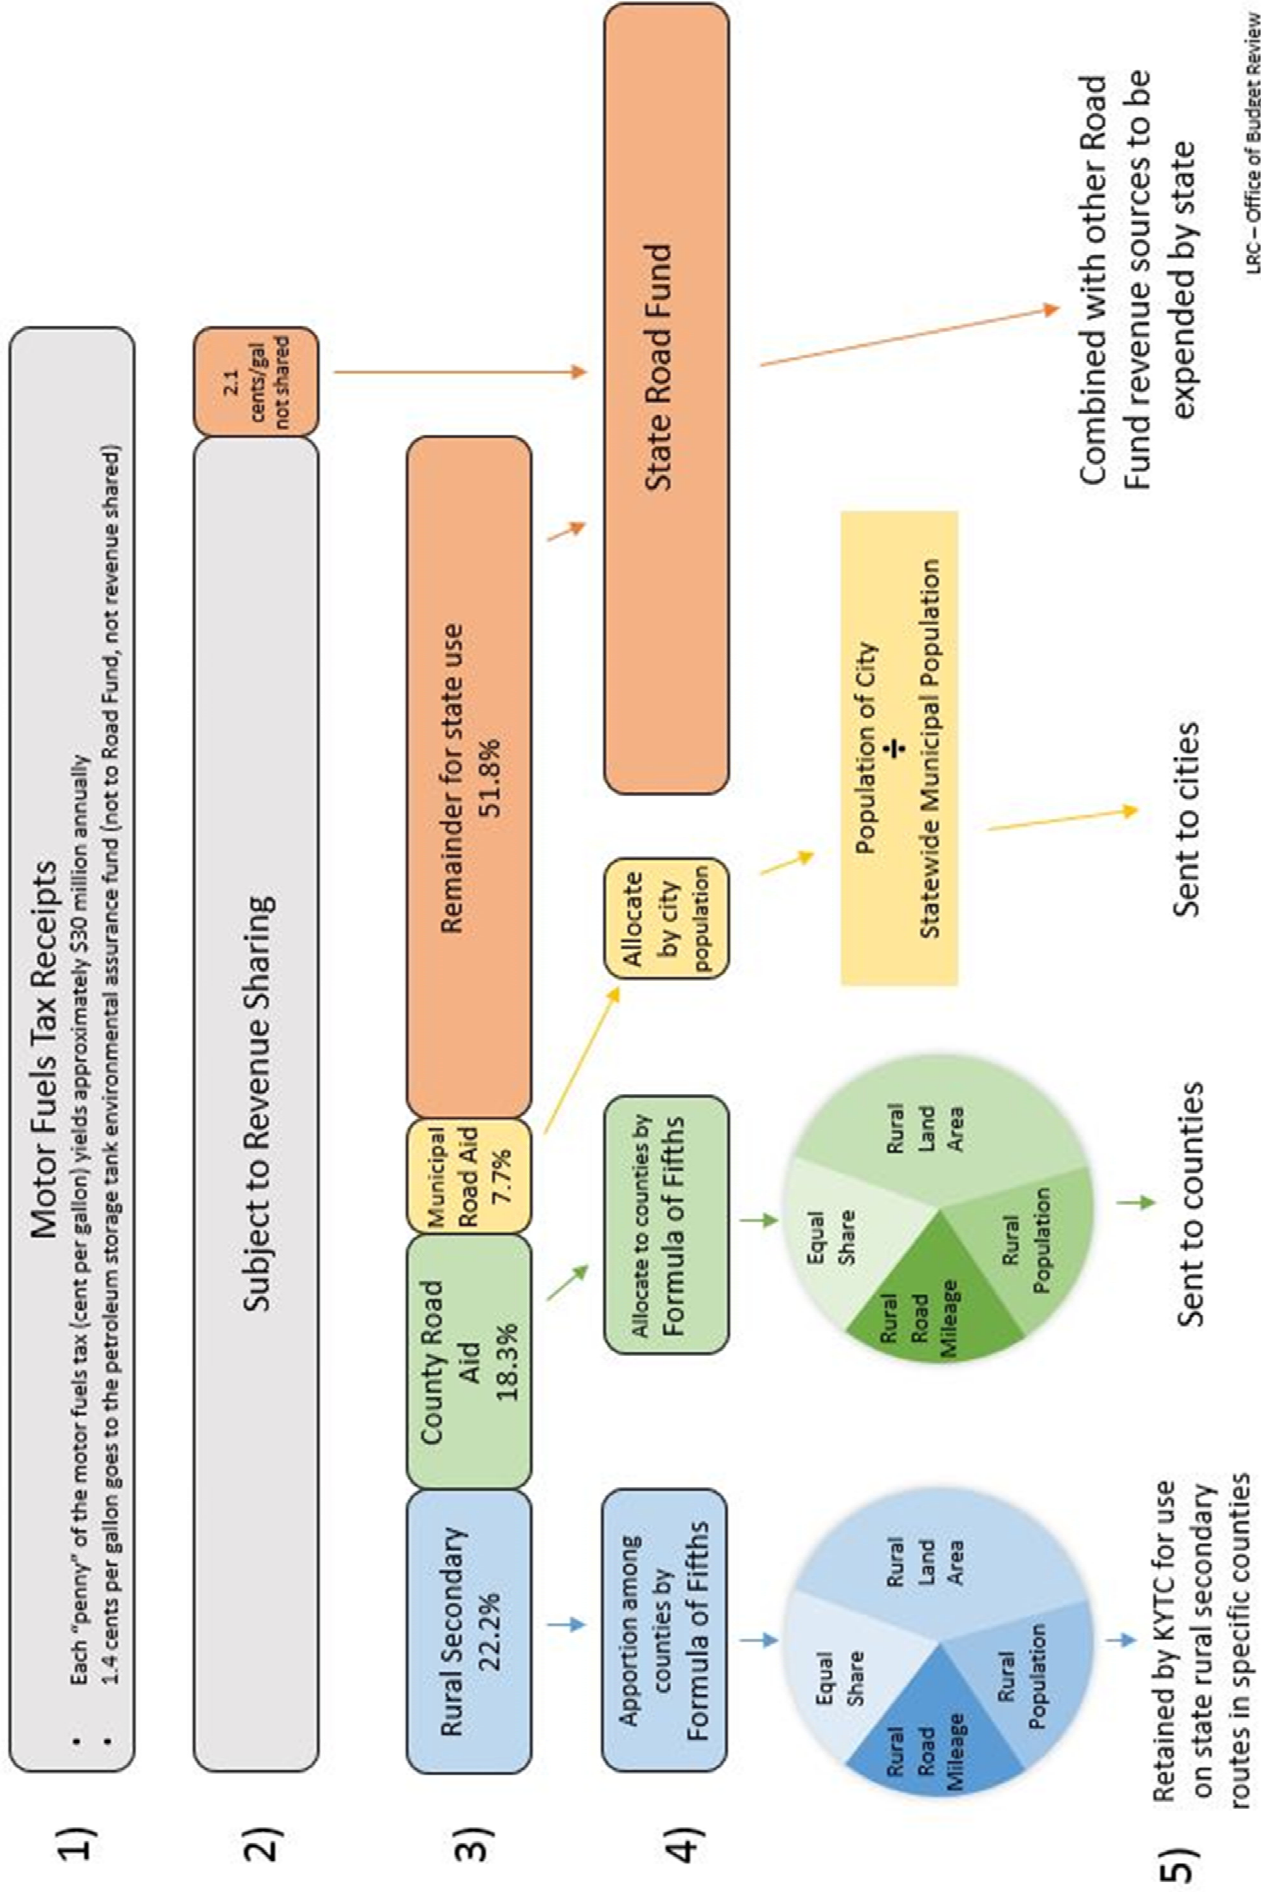 1)
Motor Fuels Tax Receipts
• Each “penny” of the motor fuels tax (cent per gallon) yields approximately $30 million annually
• 1.4 cents per gallon goes to the petroleum storage tank environmental assurance fund (not to Road Fund, not revenue shared)
2)
Subject to Revenue Sharing
2.1
cents/gal
not shared
3)
Rural Secondary
22.2%
County Road
Aid
18.3%
Municipal
Road Aid
7.7%
Remainder for state use
51.8%
4)
Apportion among
counties by
Formula of Fifths
Allocate to counties by
Formula of Fifths
Allocate
by city
population
State Road Fund
Equal
Share
Rural
Land
Area
Rural
Road
Mileage
Rural
Population
Equal
Share
Rural
Land
Area
Rural
Road
Mileage
Rural
Population
Population of City
÷
Statewide Municipal Population
5)
Retained by KYTC for use
on state rural secondary
routes in specific counties
Sent to counties
Sent to cities
Combined with other Road
Fund revenue sources to be
expended by state
LRC – Office of Budget Review